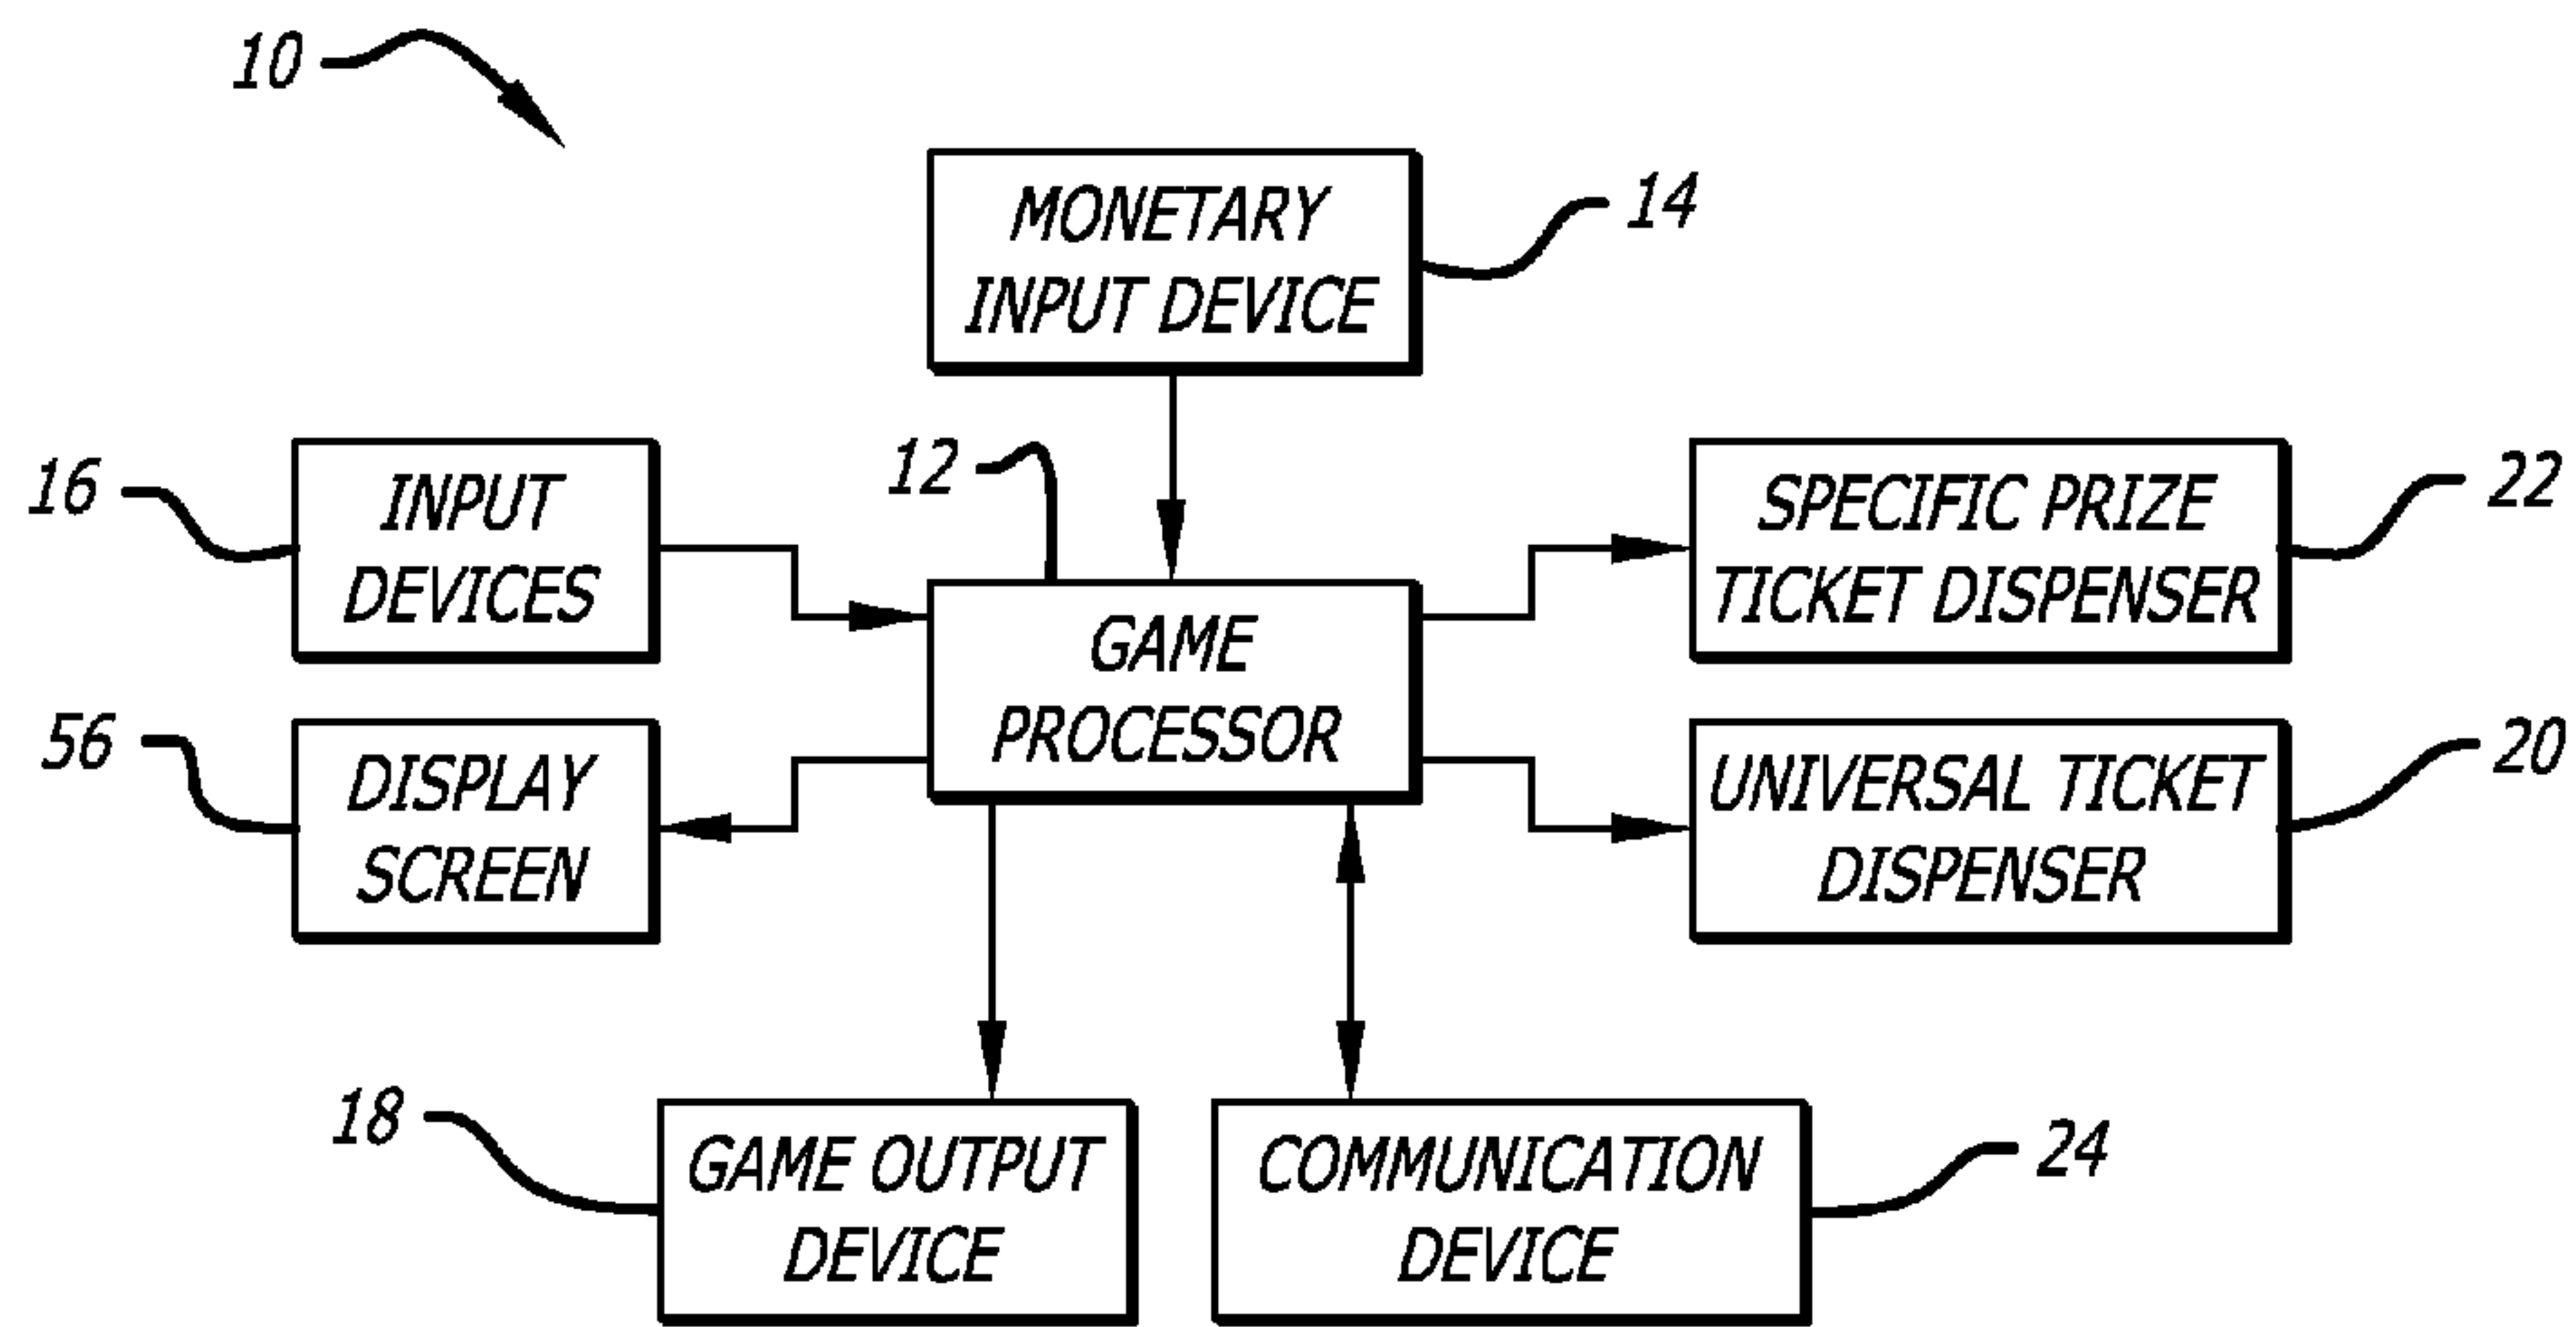 10
MONETARY
INPUT DEVICE
14
16
INPUT
DEVICES
12
GAME
PROCESSOR
SPECIFIC PRIZE
TICKET DISPENSER
22
56
DISPLAY
SCREEN
UNIVERSAL TICKET
DISPENSER
20
18
GAME OUTPUT
DEVICE
COMMUNICATION
DEVICE
24